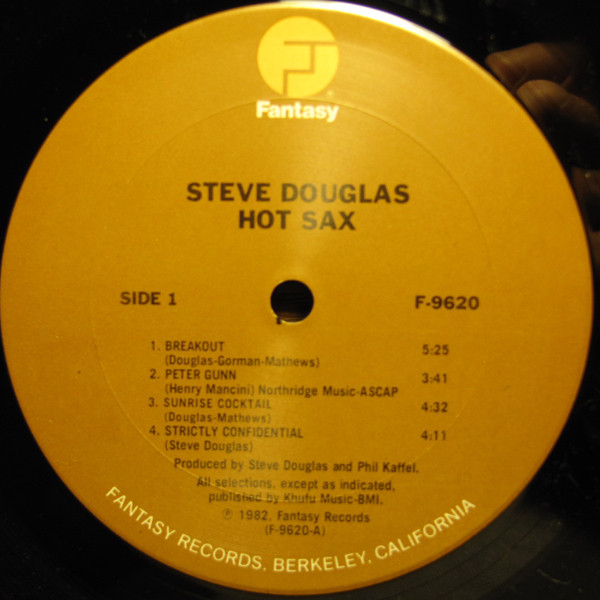 Fantasy
STEVE DOUGLAS
HOT SAX
SIDE 1
F-9620
1. BREAKOUT 5:25
(Douglas-Gorman-Mathews)
2. PETER GUNN 3:41
(Henry Mancini) Northridge Music-ASCAP
3. SUNRISE COCKTAIL 4:32
(Douglas-Mathews)
4. STRICTLY CONFIDENTIAL 4:11
(Steve Douglas)
Produced by Steve Douglas and Phil Kaffel.
All selections, except as indicated,
published by Khufu Music-BMI.
℗ 1982, Fantasy Records
(F-9620-A)
FANTASY RECORDS, BERKELEY, CALIFORNIA